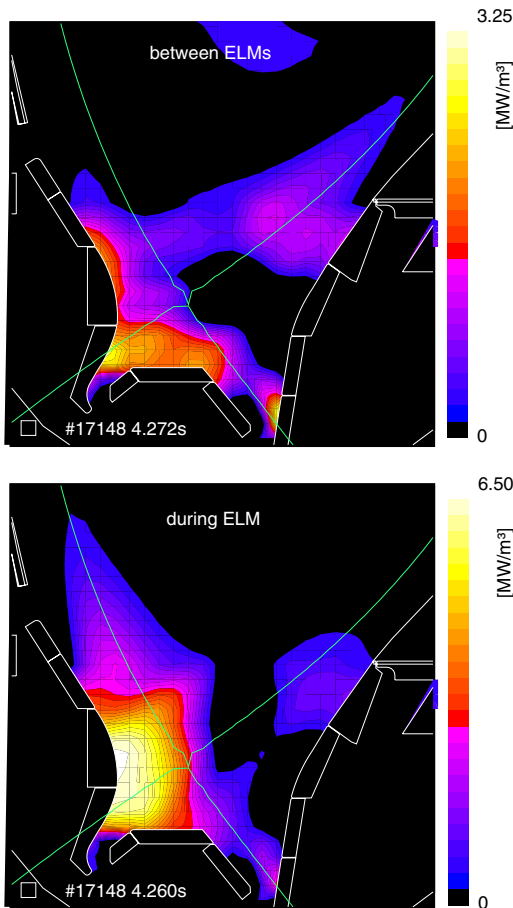 3.25
between ELMs
[MW/m³]
#17148 4.272s
0
6.50
during ELM
[MW/m³]
#17148 4.260s
0